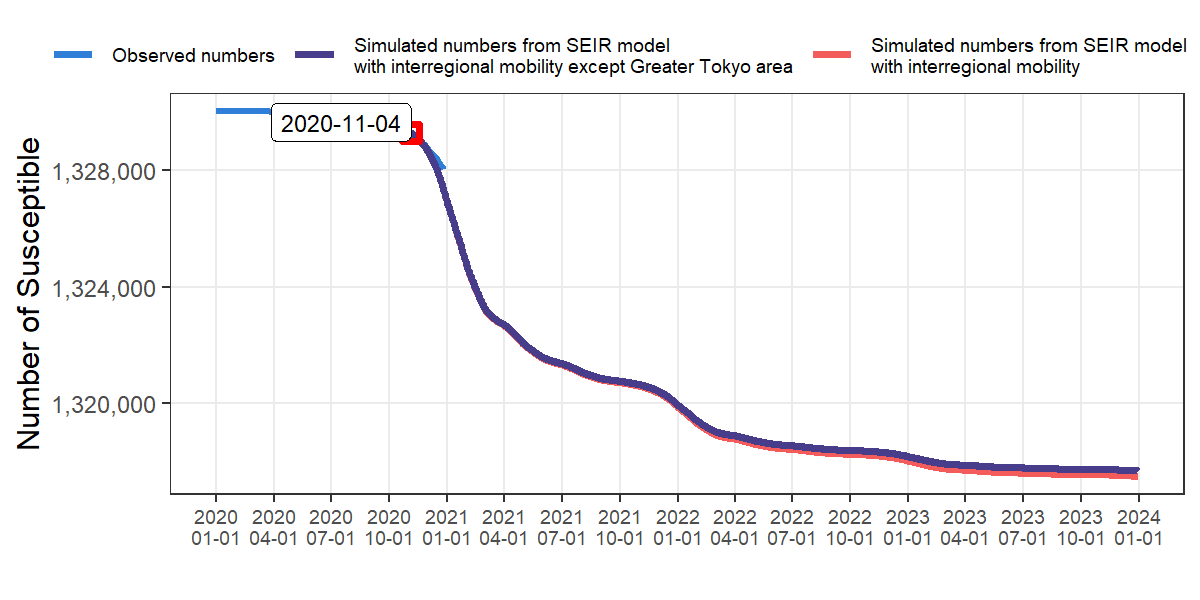 Observed numbers
Simulated numbers from SEIR model
with interregional mobility except Greater Tokyo area
Simulated numbers from SEIR model
with interregional mobility
2020-11-04
Number of Susceptible
1,328,000
1,324,000
1,320,000
2020 2020 2020 2020 2021 2021 2021 2021 2022 2022 2022 2022 2023 2023 2023 2023 2024
01-01 04-01 07-01 10-01 01-01 04-01 07-01 10-01 01-01 04-01 07-01 10-01 01-01 04-01 07-01 10-01 01-01